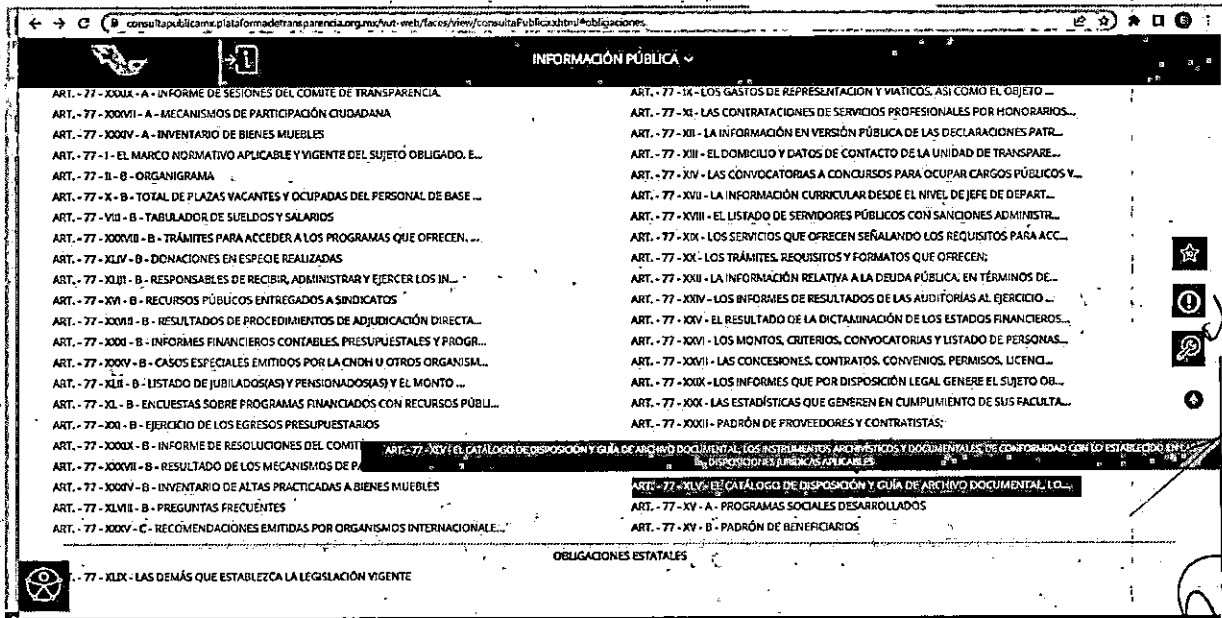 consultapublicamx.plataformadetransparencia.org.mx/vut-web/faces/view/consultaPublica.xhtml#obligaciones
INFORMACIÓN PÚBLICA
ART. - 77 - XXXIX - A - INFORME DE SESIONES DEL COMITÉ DE TRANSPARENCIA.
ART. - 77 - XXXVII - A - MECANISMOS DE PARTICIPACIÓN CIUDADANA
ART. - 77 - XXXIV - A - INVENTARIO DE BIENES MUEBLES
ART. - 77 - I - EL MARCO NORMATIVO APLICABLE Y VIGENTE DEL SUJETO OBLIGADO, E...
ART. - 77 - II - B - ORGANIGRAMA
ART. - 77 - X - B - TOTAL DE PLAZAS VACANTES Y OCUPADAS DEL PERSONAL DE BASE ...
ART. - 77 - VIII - B - TABULADOR DE SUELDOS Y SALARIOS
ART. - 77 - XXXVIII - B - TRÁMITES PARA ACCEDER A LOS PROGRAMAS QUE OFRECEN, ...
ART. - 77 - XLIV - B - DONACIONES EN ESPECIE REALIZADAS
ART. - 77 - XLIII - B - RESPONSABLES DE RECIBIR, ADMINISTRAR Y EJERCER LOS IN...
ART. - 77 - XVI - B - RECURSOS PÚBLICOS ENTREGADOS A SINDICATOS
ART. - 77 - XXVIII - B - RESULTADOS DE PROCEDIMIENTOS DE ADJUDICACIÓN DIRECTA...
ART. - 77 - XXXI - B - INFORMES FINANCIEROS CONTABLES, PRESUPUESTALES Y PROGR...
ART. - 77 - XXXV - B - CASOS ESPECIALES EMITIDOS POR LA CNDH U OTROS ORGANISM...
ART. - 77 - XLII - B - LISTADO DE JUBILADOS(AS) Y PENSIONADOS(AS) Y EL MONTO ...
ART. - 77 - XL - B - ENCUESTAS SOBRE PROGRAMAS FINANCIADOS CON RECURSOS PÚBLI...
ART. - 77 - XXI - B - EJERCICIO DE LOS EGRESOS PRESUPUESTARIOS
ART. - 77 - XXXIX - B - INFORME DE RESOLUCIONES DEL COMIT
ART. - 77 - XXXVII - B - RESULTADO DE LOS MECANISMOS DE PA
ART. - 77 - XXXIV - B - INVENTARIO DE ALTAS PRACTICADAS A BIENES MUEBLES
ART. - 77 - XLVIII - B - PREGUNTAS FRECUENTES
ART. - 77 - XXXV - C - RECOMENDACIONES EMITIDAS POR ORGANISMOS INTERNACIONALE...
ART. - 77 - IX - LOS GASTOS DE REPRESENTACIÓN Y VIÁTICOS, ASÍ COMO EL OBJETO ...
ART. - 77 - XI - LAS CONTRATACIONES DE SERVICIOS PROFESIONALES POR HONORARIOS...
ART. - 77 - XII - LA INFORMACIÓN EN VERSIÓN PÚBLICA DE LAS DECLARACIONES PATR...
ART. - 77 - XIII - EL DOMICILIO Y DATOS DE CONTACTO DE LA UNIDAD DE TRANSPARE...
ART. - 77 - XIV - LAS CONVOCATORIAS A CONCURSOS PARA OCUPAR CARGOS PÚBLICOS Y...
ART. - 77 - XVII - LA INFORMACIÓN CURRICULAR DESDE EL NIVEL DE JEFE DE DEPART...
ART. - 77 - XVIII - EL LISTADO DE SERVIDORES PÚBLICOS CON SANCIONES ADMINISTR...
ART. - 77 - XIX - LOS SERVICIOS QUE OFRECEN SEÑALANDO LOS REQUISITOS PARA ACC...
ART. - 77 - XX - LOS TRÁMITES, REQUISITOS Y FORMATOS QUE OFRECEN;
ART. - 77 - XXII - LA INFORMACIÓN RELATIVA A LA DEUDA PÚBLICA, EN TÉRMINOS DE...
ART. - 77 - XXIV - LOS INFORMES DE RESULTADOS DE LAS AUDITORÍAS AL EJERCICIO ...
ART. - 77 - XXV - EL RESULTADO DE LA DICTAMINACIÓN DE LOS ESTADOS FINANCIEROS...
ART. - 77 - XXVI - LOS MONTOS, CRITERIOS, CONVOCATORIAS Y LISTADO DE PERSONAS...
ART. - 77 - XXVII - LAS CONCESIONES, CONTRATOS, CONVENIOS, PERMISOS, LICENCI...
ART. - 77 - XXIX - LOS INFORMES QUE POR DISPOSICIÓN LEGAL GENERE EL SUJETO OB...
ART. - 77 - XXX - LAS ESTADÍSTICAS QUE GENEREN EN CUMPLIMIENTO DE SUS FACULTA...
ART. - 77 - XXXII - PADRÓN DE PROVEEDORES Y CONTRATISTAS;
ART. - 77 - XLV - EL CATÁLOGO DE DISPOSICIÓN Y GUÍA DE ARCHIVO DOCUMENTAL, LOS INSTRUMENTOS ARCHIVÍSTICOS Y DOCUMENTALES, DE CONFORMIDAD CON LO ESTABLECIDO EN
DISPOSICIONES JURÍDICAS APLICABLES
ART. - 77 - XLV - EL CATÁLOGO DE DISPOSICIÓN Y GUÍA DE ARCHIVO DOCUMENTAL, LO...
ART. - 77 - XV - A - PROGRAMAS SOCIALES DESARROLLADOS
ART. - 77 - XV - B - PADRÓN DE BENEFICIARIOS
OBLIGACIONES ESTATALES
- 77 - XLIX - LAS DEMÁS QUE ESTABLEZCA LA LEGISLACIÓN VIGENTE